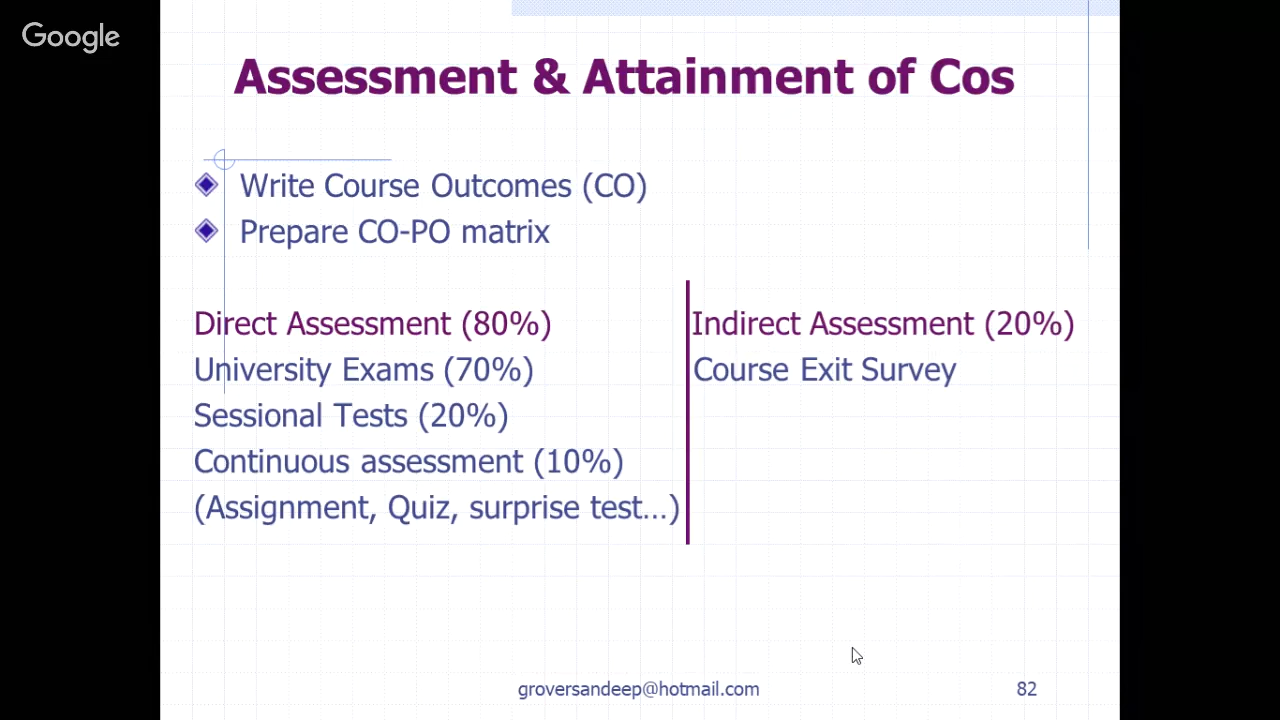 Google
Assessment & Attainment of Cos
Write Course Outcomes (CO)
Prepare CO-PO matrix
Direct Assessment (80%)
University Exams (70%)
Sessional Tests (20%)
Continuous assessment (10%)
(Assignment, Quiz, surprise test...)
Indirect Assessment (20%)
Course Exit Survey
groversandeep@hotmail.com
82